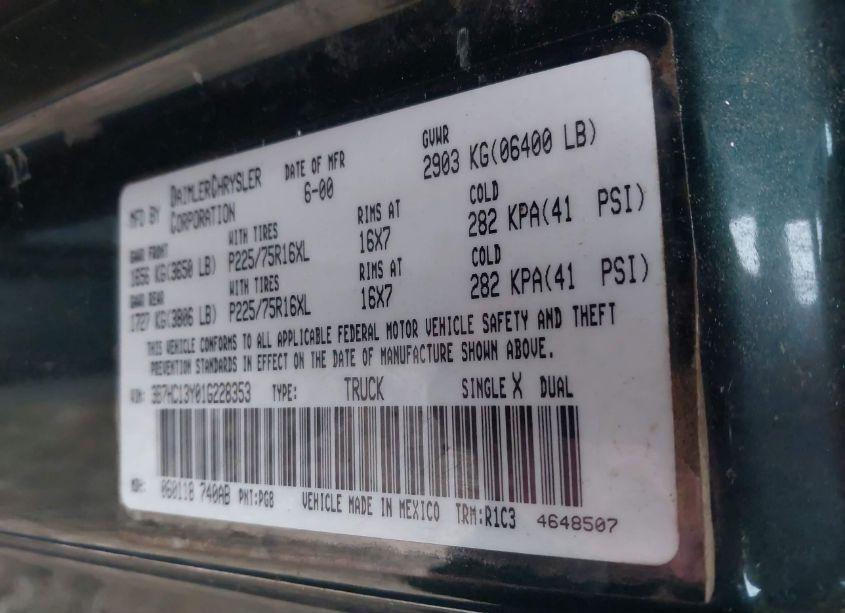 MFD BY DAIMLERCHRYSLER CORPORATION
DATE OF MFR 6-00
GVWR 2903 KG(06400 LB)
GAWR FRONT WITH TIRES RIMS AT COLD
1656 KG(3650 LB) P225/75R16XL 16X7 282 KPA(41 PSI)
GAWR REAR WITH TIRES RIMS AT COLD
1727 KG(3806 LB) P225/75R16XL 16X7 282 KPA(41 PSI)
THIS VEHICLE CONFORMS TO ALL APPLICABLE FEDERAL MOTOR VEHICLE SAFETY AND THEFT
PREVENTION STANDARDS IN EFFECT ON THE DATE OF MANUFACTURE SHOWN ABOVE.
VIN: 3B7HC13Y01G228353 TYPE: TRUCK SINGLE X DUAL
MDH: 060118 740AB PNT:PG8 VEHICLE MADE IN MEXICO TRM:R1C3 4648507